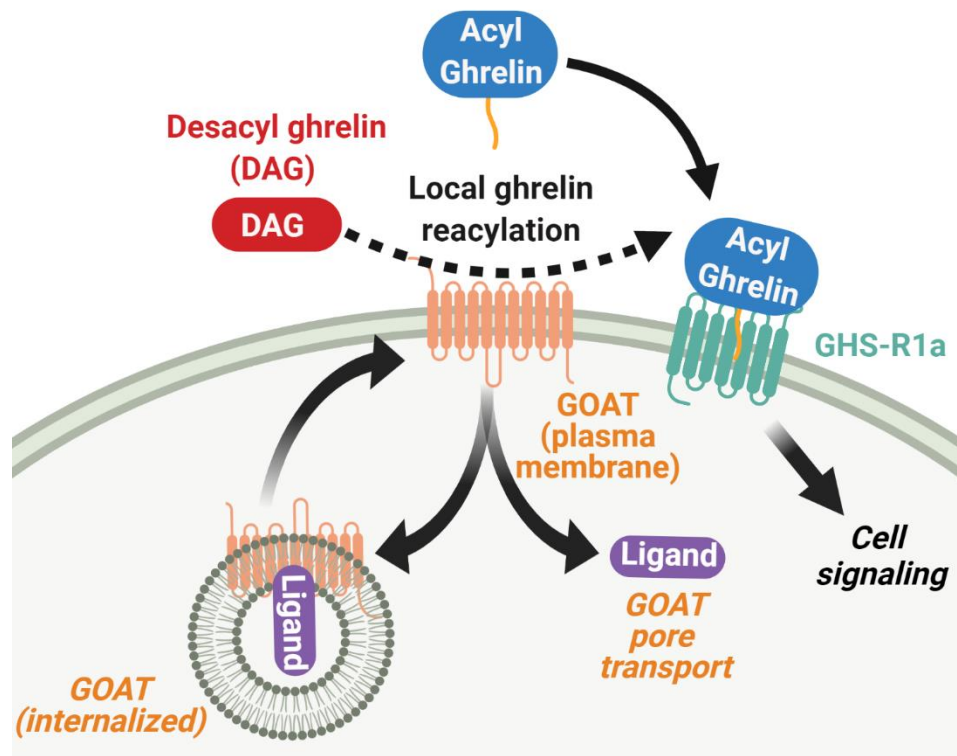 Acyl
Ghrelin
Desacyl ghrelin
(DAG)
DAG
Local ghrelin
reacylation
Acyl
Ghrelin
GHS-R1a
GOAT
(plasma
membrane)
Cell
signaling
Ligand
GOAT
pore
transport
Ligand
GOAT
(internalized)